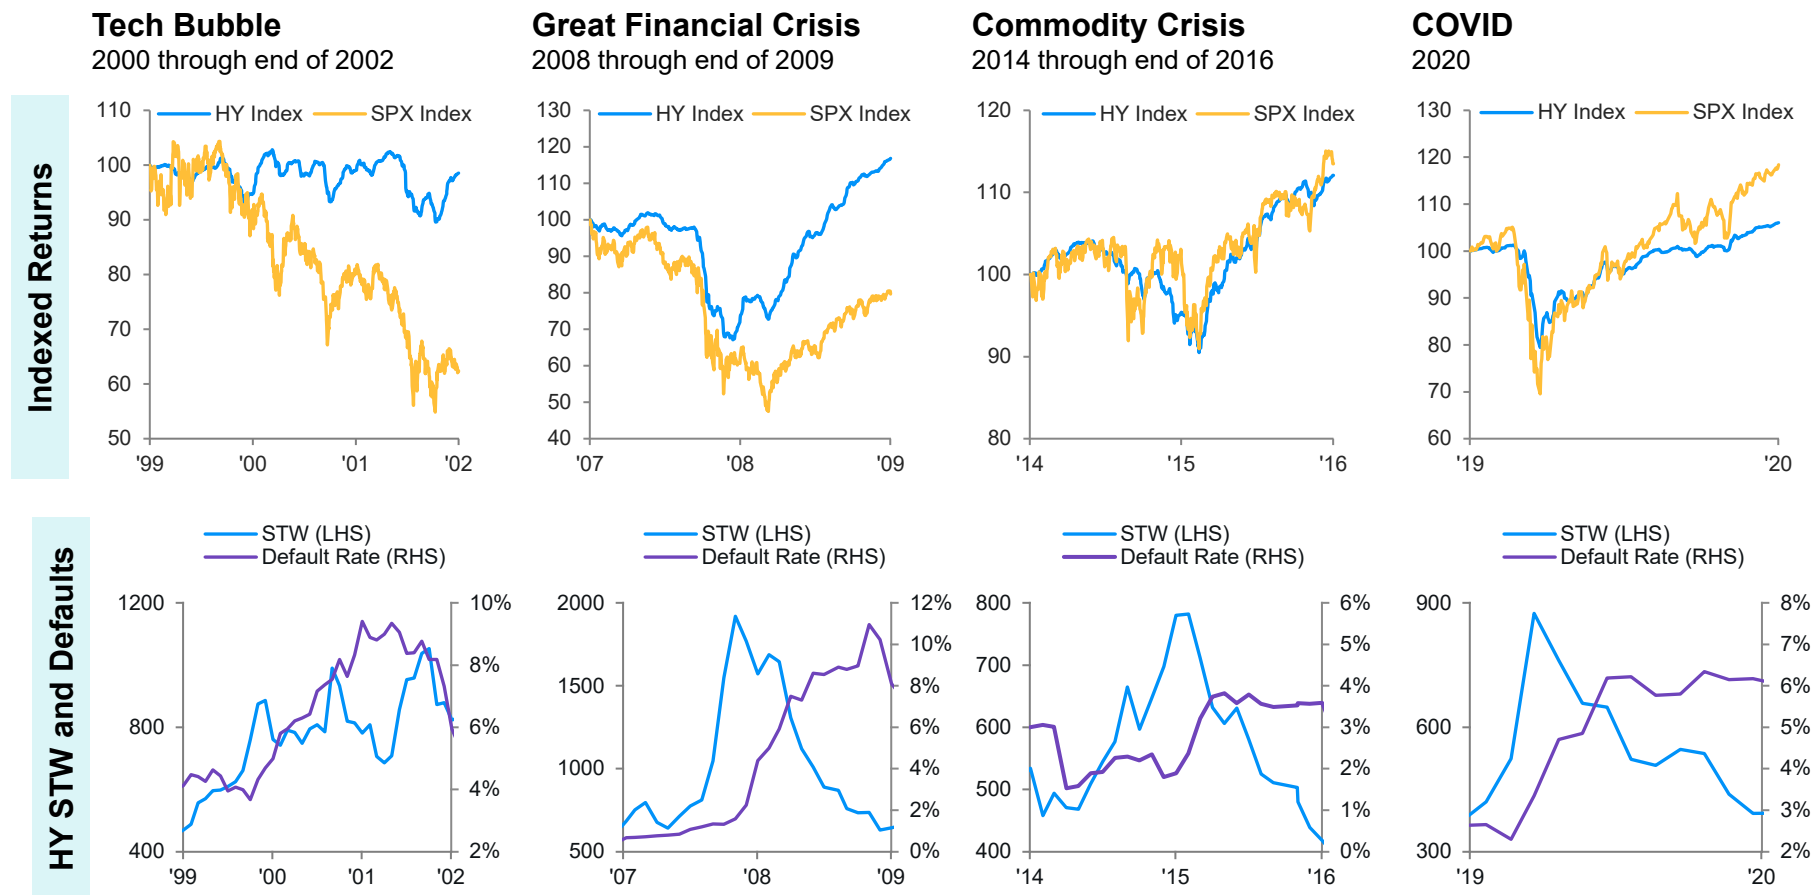 Tech Bubble
2000 through end of 2002
Great Financial Crisis
2008 through end of 2009
Commodity Crisis
2014 through end of 2016
COVID
2020
Indexed Returns
HY Index SPX Index
110
100
90
80
70
60
50
'99 '00 '01 '02
HY Index SPX Index
130
120
110
100
90
80
70
60
50
40
'07 '08 '09
HY Index SPX Index
120
110
100
90
80
'14 '15 '16
HY Index SPX Index
130
120
110
100
90
80
70
60
'19 '20
HY STW and Defaults
STW (LHS)
Default Rate (RHS)
1200
800
400
10%
8%
6%
4%
2%
'99 '00 '01 '02
STW (LHS)
Default Rate (RHS)
2000
1500
1000
500
12%
10%
8%
6%
4%
2%
0%
'07 '08 '09
STW (LHS)
Default Rate (RHS)
800
700
600
500
400
6%
5%
4%
3%
2%
1%
0%
'14 '15 '16
STW (LHS)
Default Rate (RHS)
900
600
300
8%
7%
6%
5%
4%
3%
2%
'19 '20